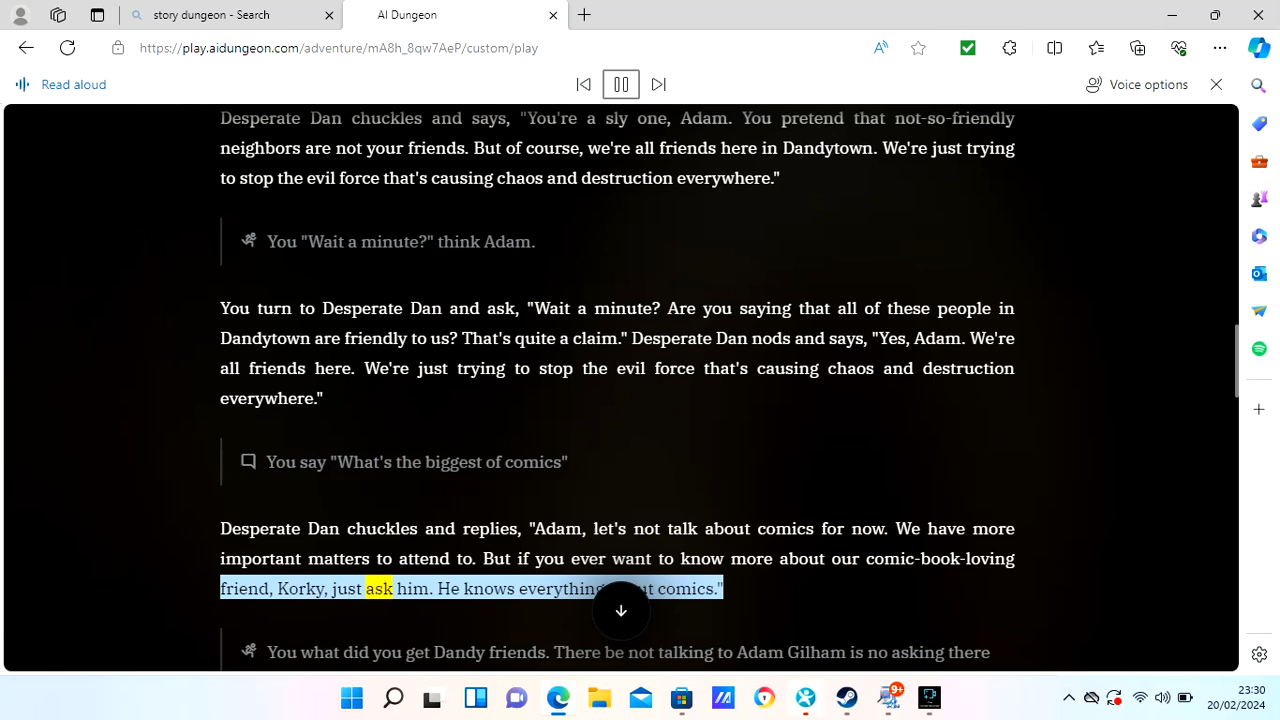 story dungeon - Search
AI Dungeon
https://play.aidungeon.com/adventure/mA8h_8qw7AeP/custom/play
Read aloud
Voice options
Desperate Dan chuckles and says, "You're a sly one, Adam. You pretend that not-so-friendly
neighbors are not your friends. But of course, we're all friends here in Dandytown. We're just trying
to stop the evil force that's causing chaos and destruction everywhere."
You "Wait a minute?" think Adam.
You turn to Desperate Dan and ask, "Wait a minute? Are you saying that all of these people in
Dandytown are friendly to us? That's quite a claim." Desperate Dan nods and says, "Yes, Adam. We're
all friends here. We're just trying to stop the evil force that's causing chaos and destruction
everywhere."
You say "What's the biggest of comics"
Desperate Dan chuckles and replies, "Adam, let's not talk about comics for now. We have more
important matters to attend to. But if you ever want to know more about our comic-book-loving
friend, Korky, just ask him. He knows everything comics."
You what did you get Dandy friends. There be not talking to Adam Gilham is no asking there
9+
23:30
20/02/2024